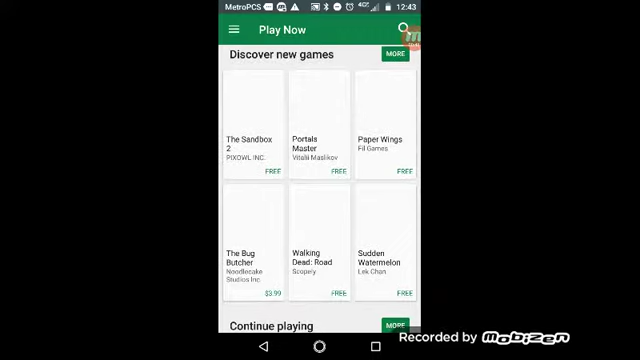 MetroPCS
12:43
Play Now
Discover new games
MORE
The Sandbox
2
PIXOWL INC.
FREE
Portals
Master
Vitalii Maslikov
FREE
Paper Wings
Fil Games
FREE
The Bug
Butcher
Noodlecake
Studios Inc
$3.99
Walking
Dead: Road
Scopely
FREE
Sudden
Watermelon
Lek Chan
FREE
Continue playing
MORE
Recorded by Mobizen